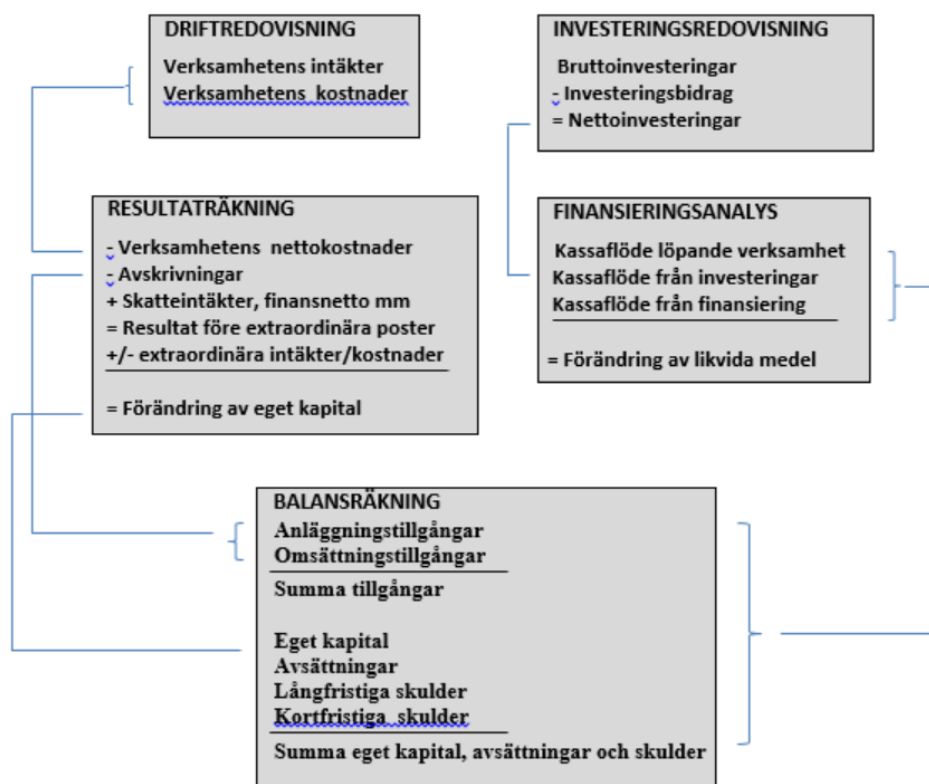 DRIFTREDOVISNING
Verksamhetens intäkter
Verksamhetens kostnader
INVESTERINGSREDOVISNING
Bruttoinvesteringar
- Investeringsbidrag
= Nettoinvesteringar
RESULTATRÄKNING
- Verksamhetens nettokostnader
- Avskrivningar
+ Skatteintäkter, finansnetto mm
= Resultat före extraordinära poster
+/- extraordinära intäkter/kostnader
= Förändring av eget kapital
FINANSIERINGSANALYS
Kassaflöde löpande verksamhet
Kassaflöde från investeringar
Kassaflöde från finansiering
= Förändring av likvida medel
BALANSRÄKNING
Anläggningstillgångar
Omsättningstillgångar
Summa tillgångar
Eget kapital
Avsättningar
Långfristiga skulder
Kortfristiga skulder
Summa eget kapital, avsättningar och skulder